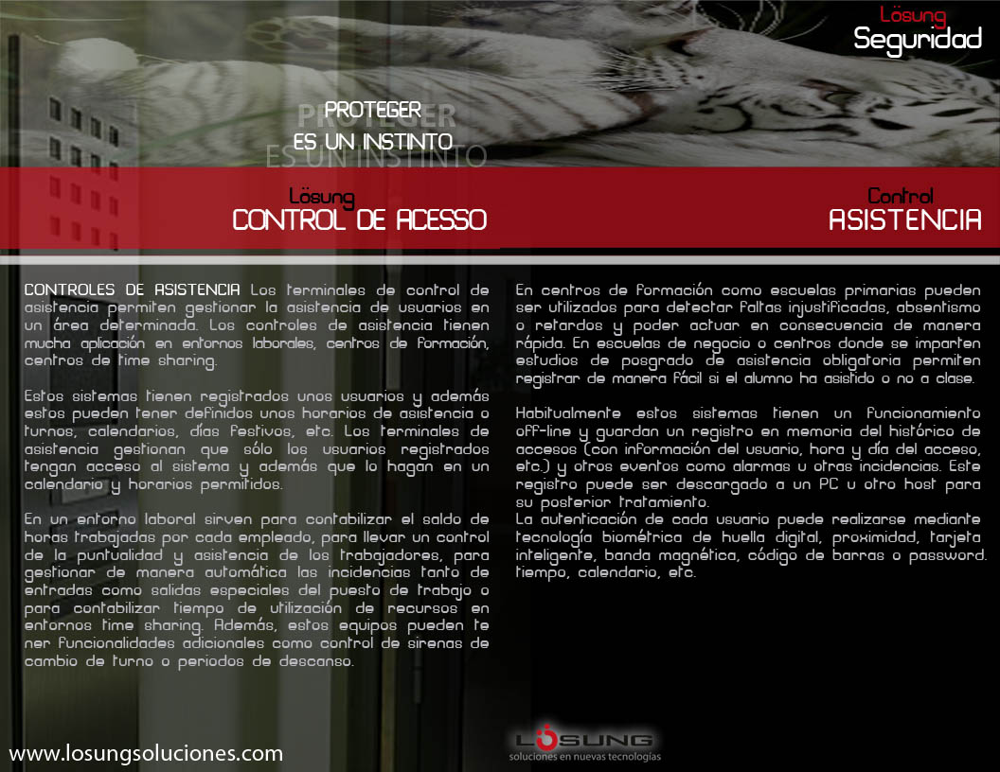 Lösung
Seguridad
PROTEGER
PROTEGER
ES UN INSTINTO
ES UN INSTINTO
Lösung
CONTROL DE ACESSO
Control
ASISTENCIA
CONTROLES DE ASISTENCIA Los terminales de control de
asistencia permiten gestionar la asistencia de usuarios en
un área determinada. Los controles de asistencia tienen
mucha aplicación en entornos laborales, centros de formación,
centros de time sharing.
Estos sistemas tienen registrados unos usuarios y además
estos pueden tener definidos unos horarios de asistencia o
turnos, calendarios, días festivos, etc. Los terminales de
asistencia gestionan que sólo los usuarios registrados
tengan acceso al sistema y además que lo hagan en un
calendario y horarios permitidos.
En un entorno laboral sirven para contabilizar el saldo de
horas trabajadas por cada empleado, para llevar un control
de la puntualidad y asistencia de los trabajadores, para
gestionar de manera automática las incidencias tanto de
entradas como salidas especiales del puesto de trabajo o
para contabilizar tiempo de utilización de recursos en
entornos time sharing. Además, estos equipos pueden te
ner funcionalidades adicionales como control de sirenas de
cambio de turno o periodos de descanso.
En centros de formación como escuelas primarias pueden
ser utilizados para detectar faltas injustificadas, absentismo
o retardos y poder actuar en consecuencia de manera
rápida. En escuelas de negocio o centros donde se imparten
estudios de posgrado de asistencia obligatoria permiten
registrar de manera fácil si el alumno ha asistido o no a clase.
Habitualmente estos sistemas tienen un funcionamiento
off-line y guardan un registro en memoria del histórico de
accesos (con información del usuario, hora y día del acceso,
etc.) y otros eventos como alarmas u otras incidencias. Este
registro puede ser descargado a un PC u otro host para
su posterior tratamiento.
La autenticación de cada usuario puede realizarse mediante
tecnología biométrica de huella digital, proximidad, tarjeta
inteligente, banda magnética, código de barras o password.
tiempo, calendario, etc.
LÖSUNG
soluciones en nuevas tecnologías
www.losungsoluciones.com